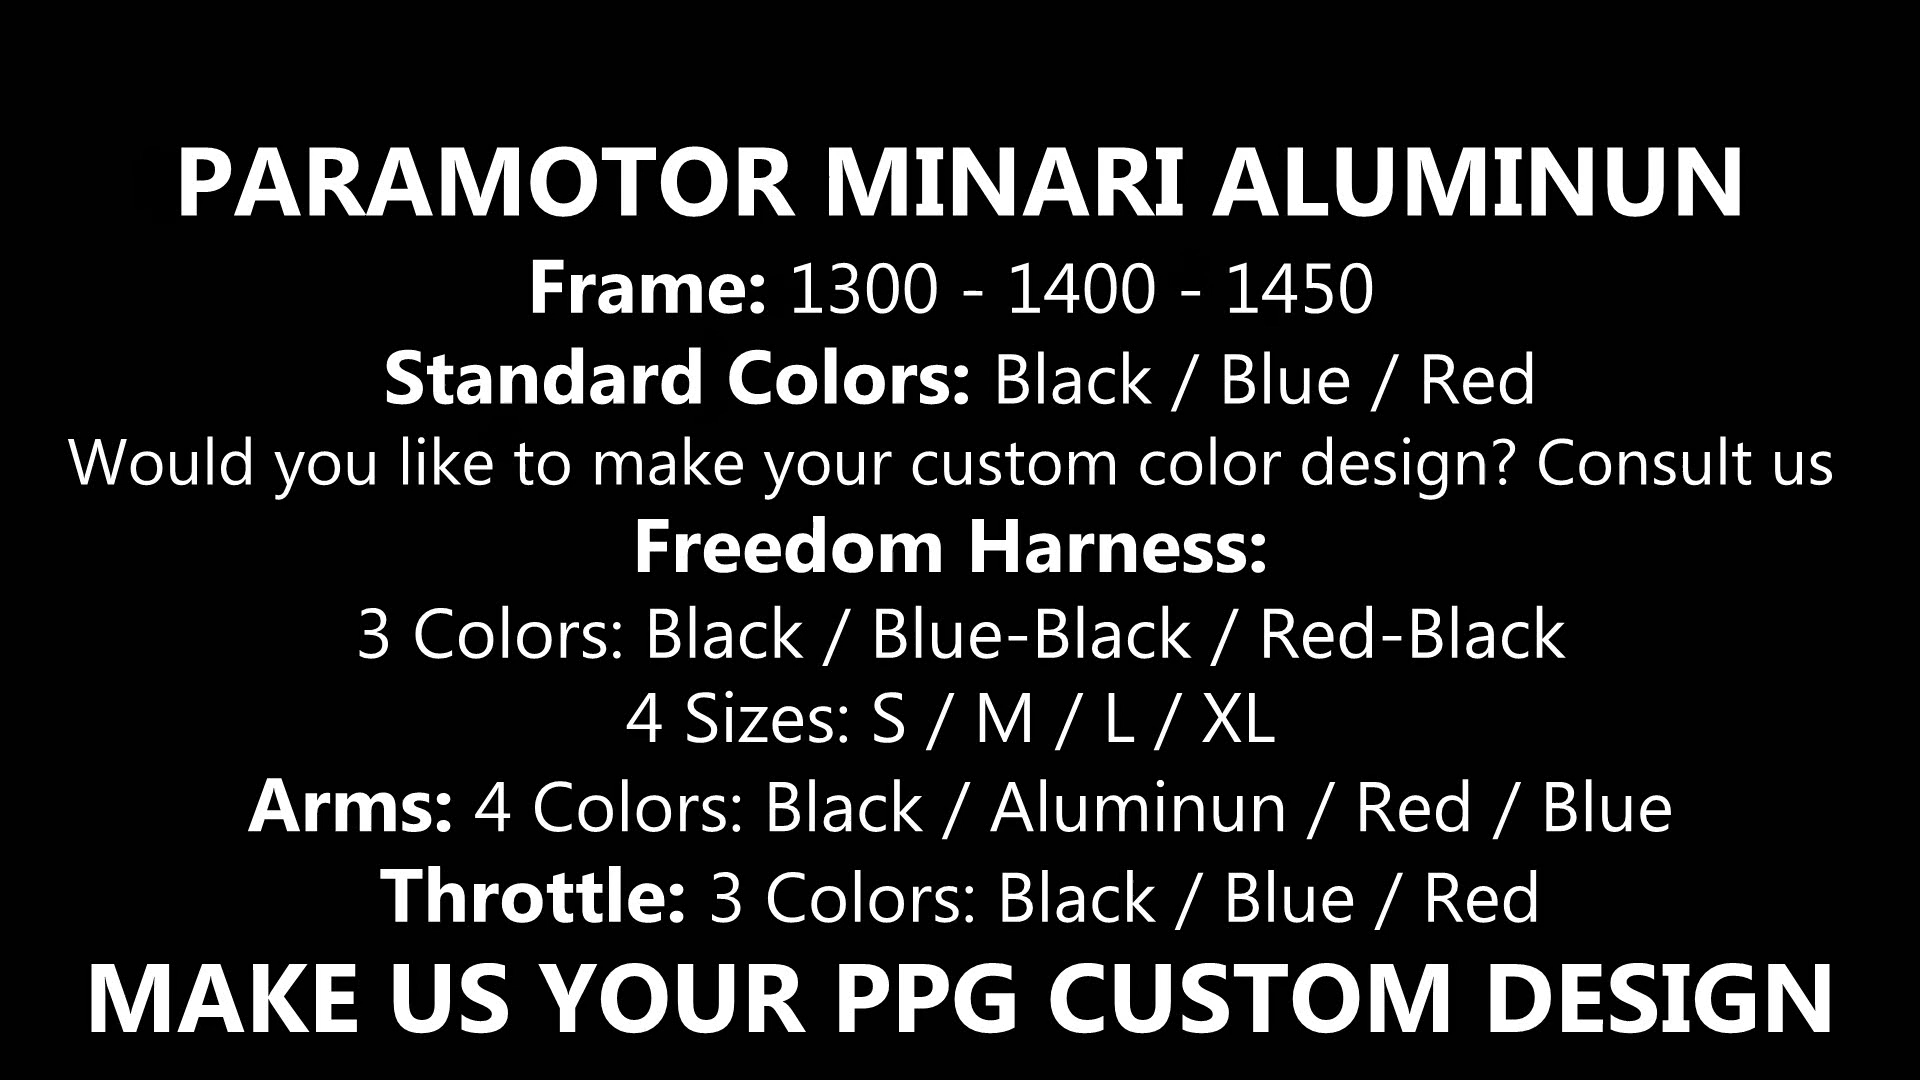 PARAMOTOR MINARI ALUMINUN
Frame: 1300 - 1400 - 1450
Standard Colors: Black / Blue / Red
Would you like to make your custom color design? Consult us
Freedom Harness:
3 Colors: Black / Blue-Black / Red-Black
4 Sizes: S / M / L / XL
Arms: 4 Colors: Black / Aluminun / Red / Blue
Throttle: 3 Colors: Black / Blue / Red
MAKE US YOUR PPG CUSTOM DESIGN